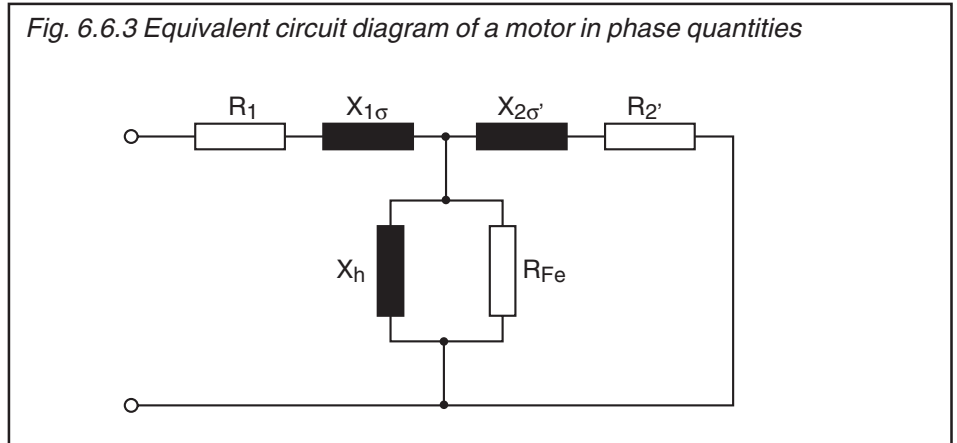 Fig. 6.6.3 Equivalent circuit diagram of a motor in phase quantities
R1 X1σ X2σ' R2'
Xh RFe